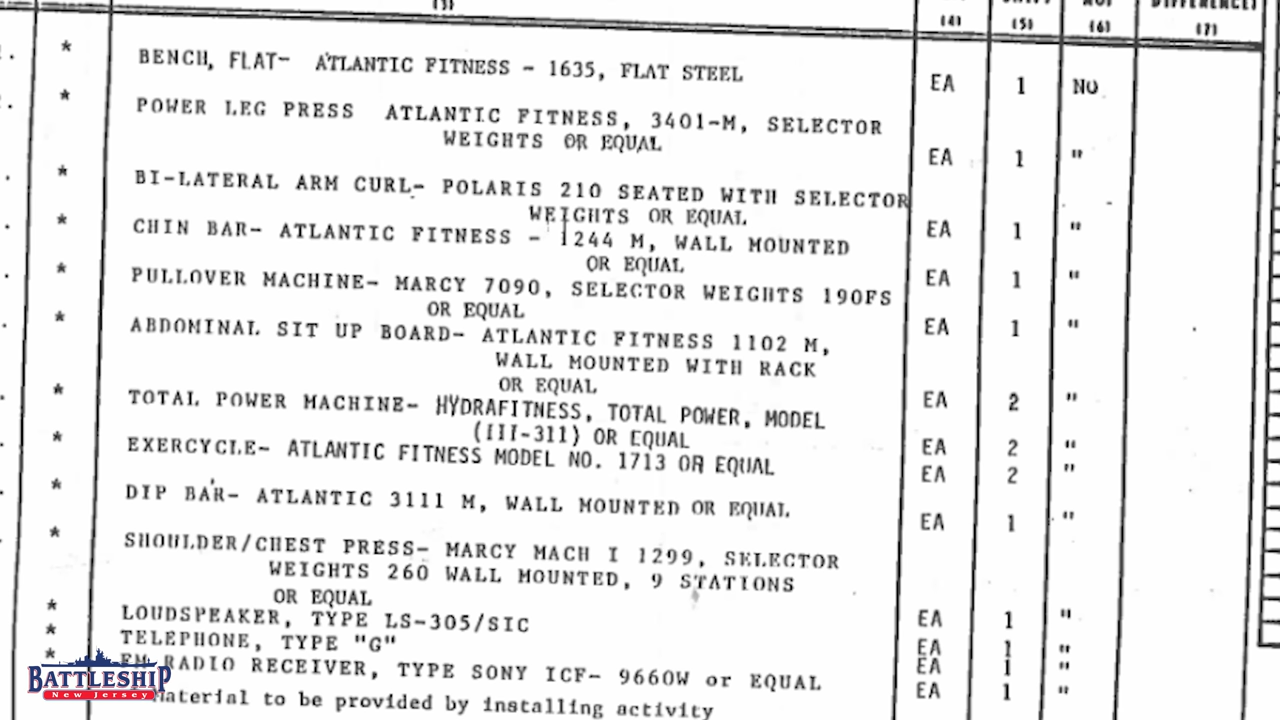 (3) (4) (5) (6) (7)
* BENCH, FLAT- ATLANTIC FITNESS - 1635, FLAT STEEL EA 1 NO
* POWER LEG PRESS ATLANTIC FITNESS, 3401-M, SELECTOR
WEIGHTS OR EQUAL EA 1 "
* BI-LATERAL ARM CURL- POLARIS 210 SEATED WITH SELECTOR
WEIGHTS OR EQUAL EA 1 "
* CHIN BAR- ATLANTIC FITNESS - 1244 M, WALL MOUNTED
OR EQUAL EA 1 "
* PULLOVER MACHINE- MARCY 7090, SELECTOR WEIGHTS 190FS
OR EQUAL EA 1 "
* ABDOMINAL SIT UP BOARD- ATLANTIC FITNESS 1102 M,
WALL MOUNTED WITH RACK
OR EQUAL EA 2 "
* TOTAL POWER MACHINE- HYDRAFITNESS, TOTAL POWER, MODEL
(III-311) OR EQUAL EA 2 "
* EXERCYCLE- ATLANTIC FITNESS MODEL NO. 1713 OR EQUAL EA 2 "
* DIP BAR- ATLANTIC 3111 M, WALL MOUNTED OR EQUAL EA 1 "
* SHOULDER/CHEST PRESS- MARCY MACH I 1299, SELECTOR
WEIGHTS 260 WALL MOUNTED, 9 STATIONS
OR EQUAL EA 1 "
* LOUDSPEAKER, TYPE LS-305/SIC EA 1 "
* TELEPHONE, TYPE "G" EA 1
* FM RADIO RECEIVER, TYPE SONY ICF- 9660W or EQUAL EA 1 "
material to be provided by installing activity
BATTLESHIP
New Jersey